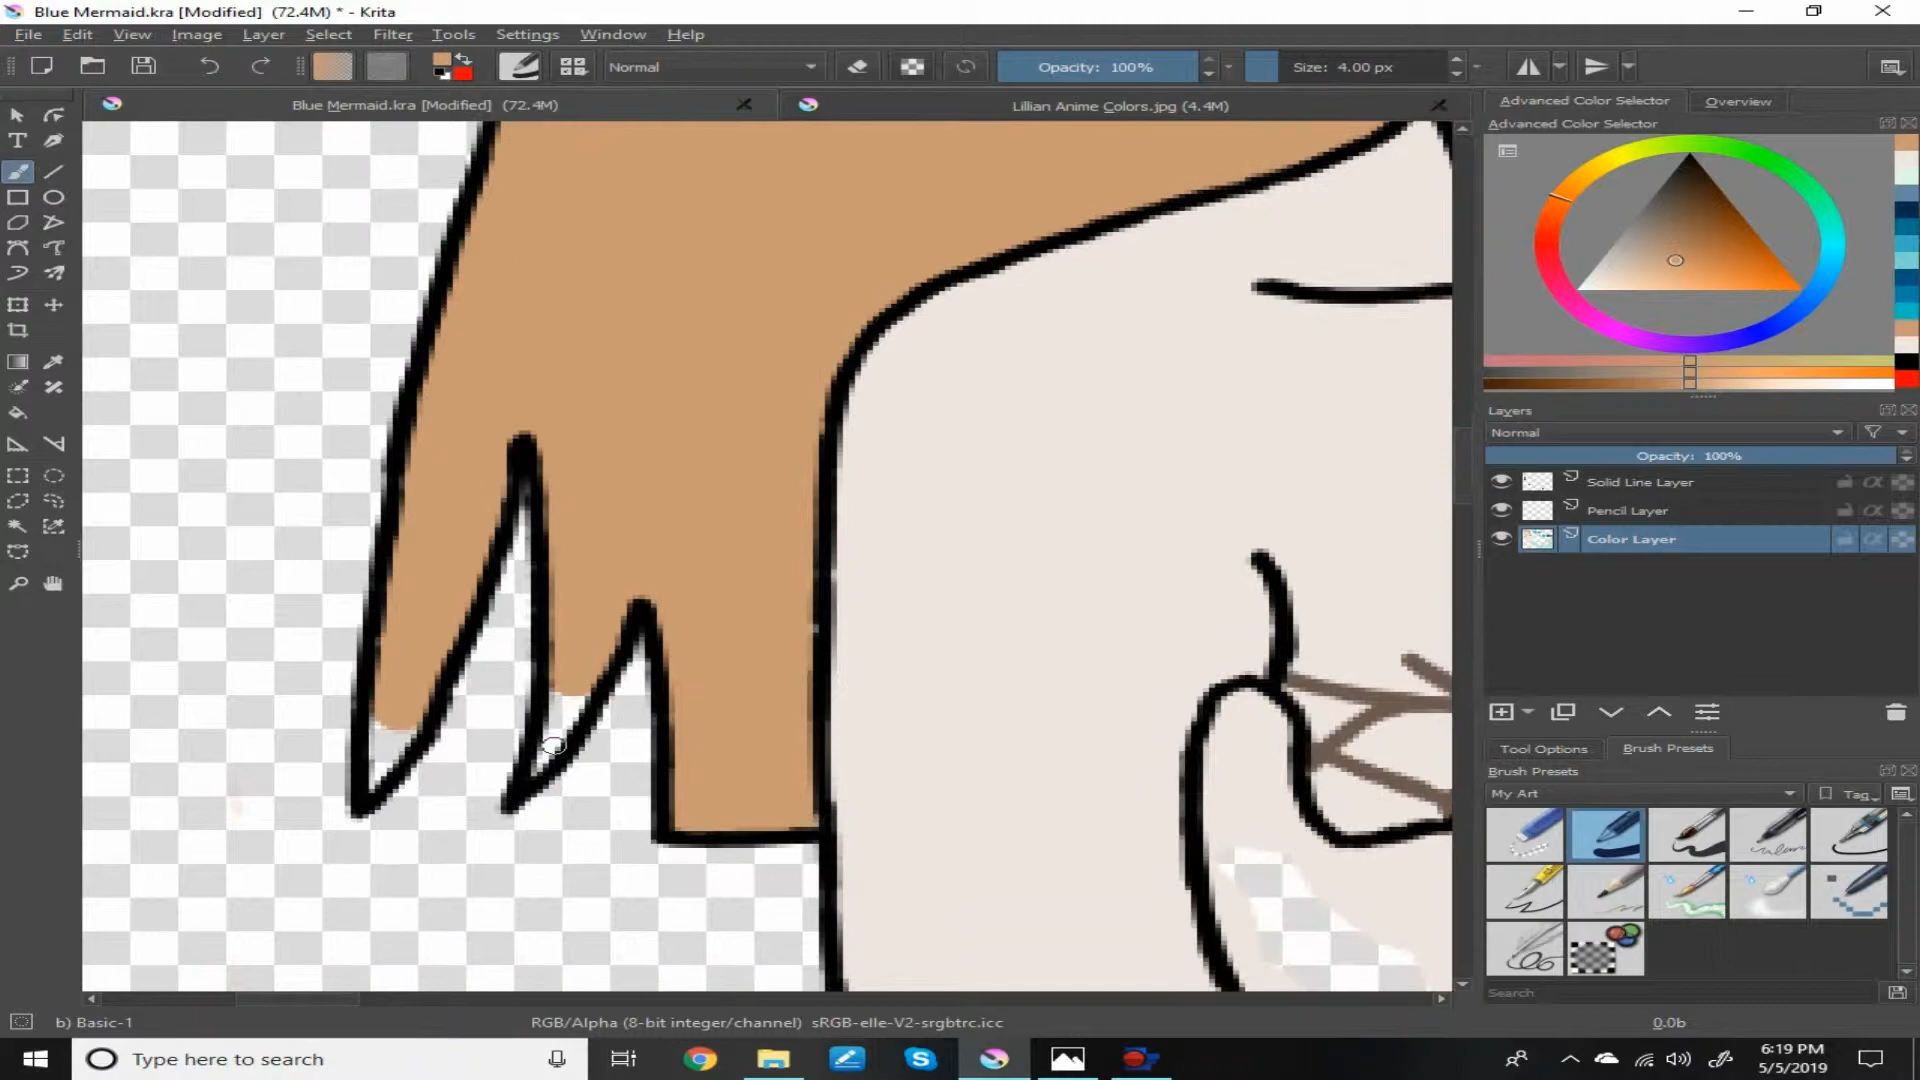 Blue Mermaid.kra [Modified]  (72.4M) * - Krita
File Edit View Image Layer Filter Tools Settings Window Help
Normal Opacity: 100% Size: 4.00 px
Blue Mermaid.kra [Modified]  (72.4M) Lillian Anime Colors.jpg (4.4M)
Advanced Color Selector Overview
Advanced Color Selector
T
Layers
Normal
Opacity: 100%
Solid Line Layer
Pencil Layer
Color Layer
Tool Options Brush Presets
Brush Presets
My Art Tag
Search
b) Basic-1 RGB/Alpha (8-bit integer/channel)  sRGB-elle-V2-srgbtrc.icc 0.0b
Type here to search
6:19 PM
5/5/2019